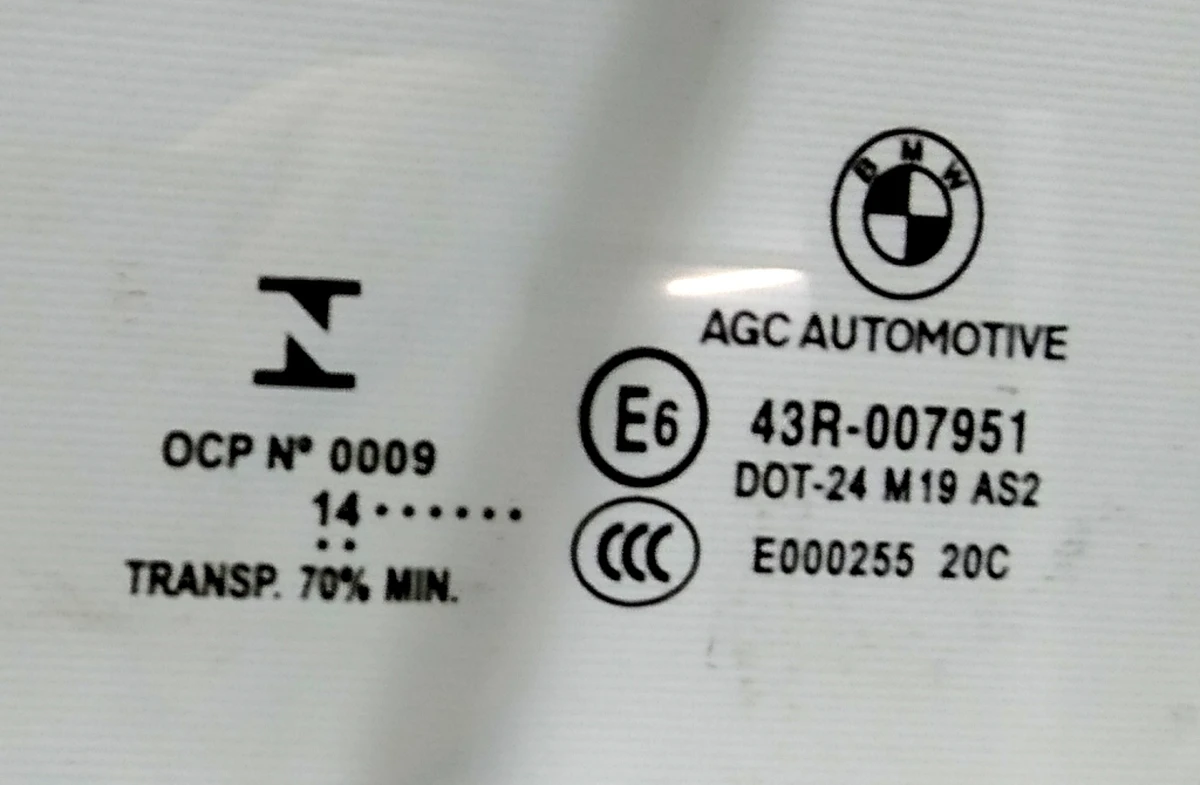 OCP Nº 0009
14 • • • • • •
• •
TRANSP. 70% MIN.
BMW
AGC AUTOMOTIVE
E6 43R-007951
DOT-24 M19 AS2
CCC E000255 20C